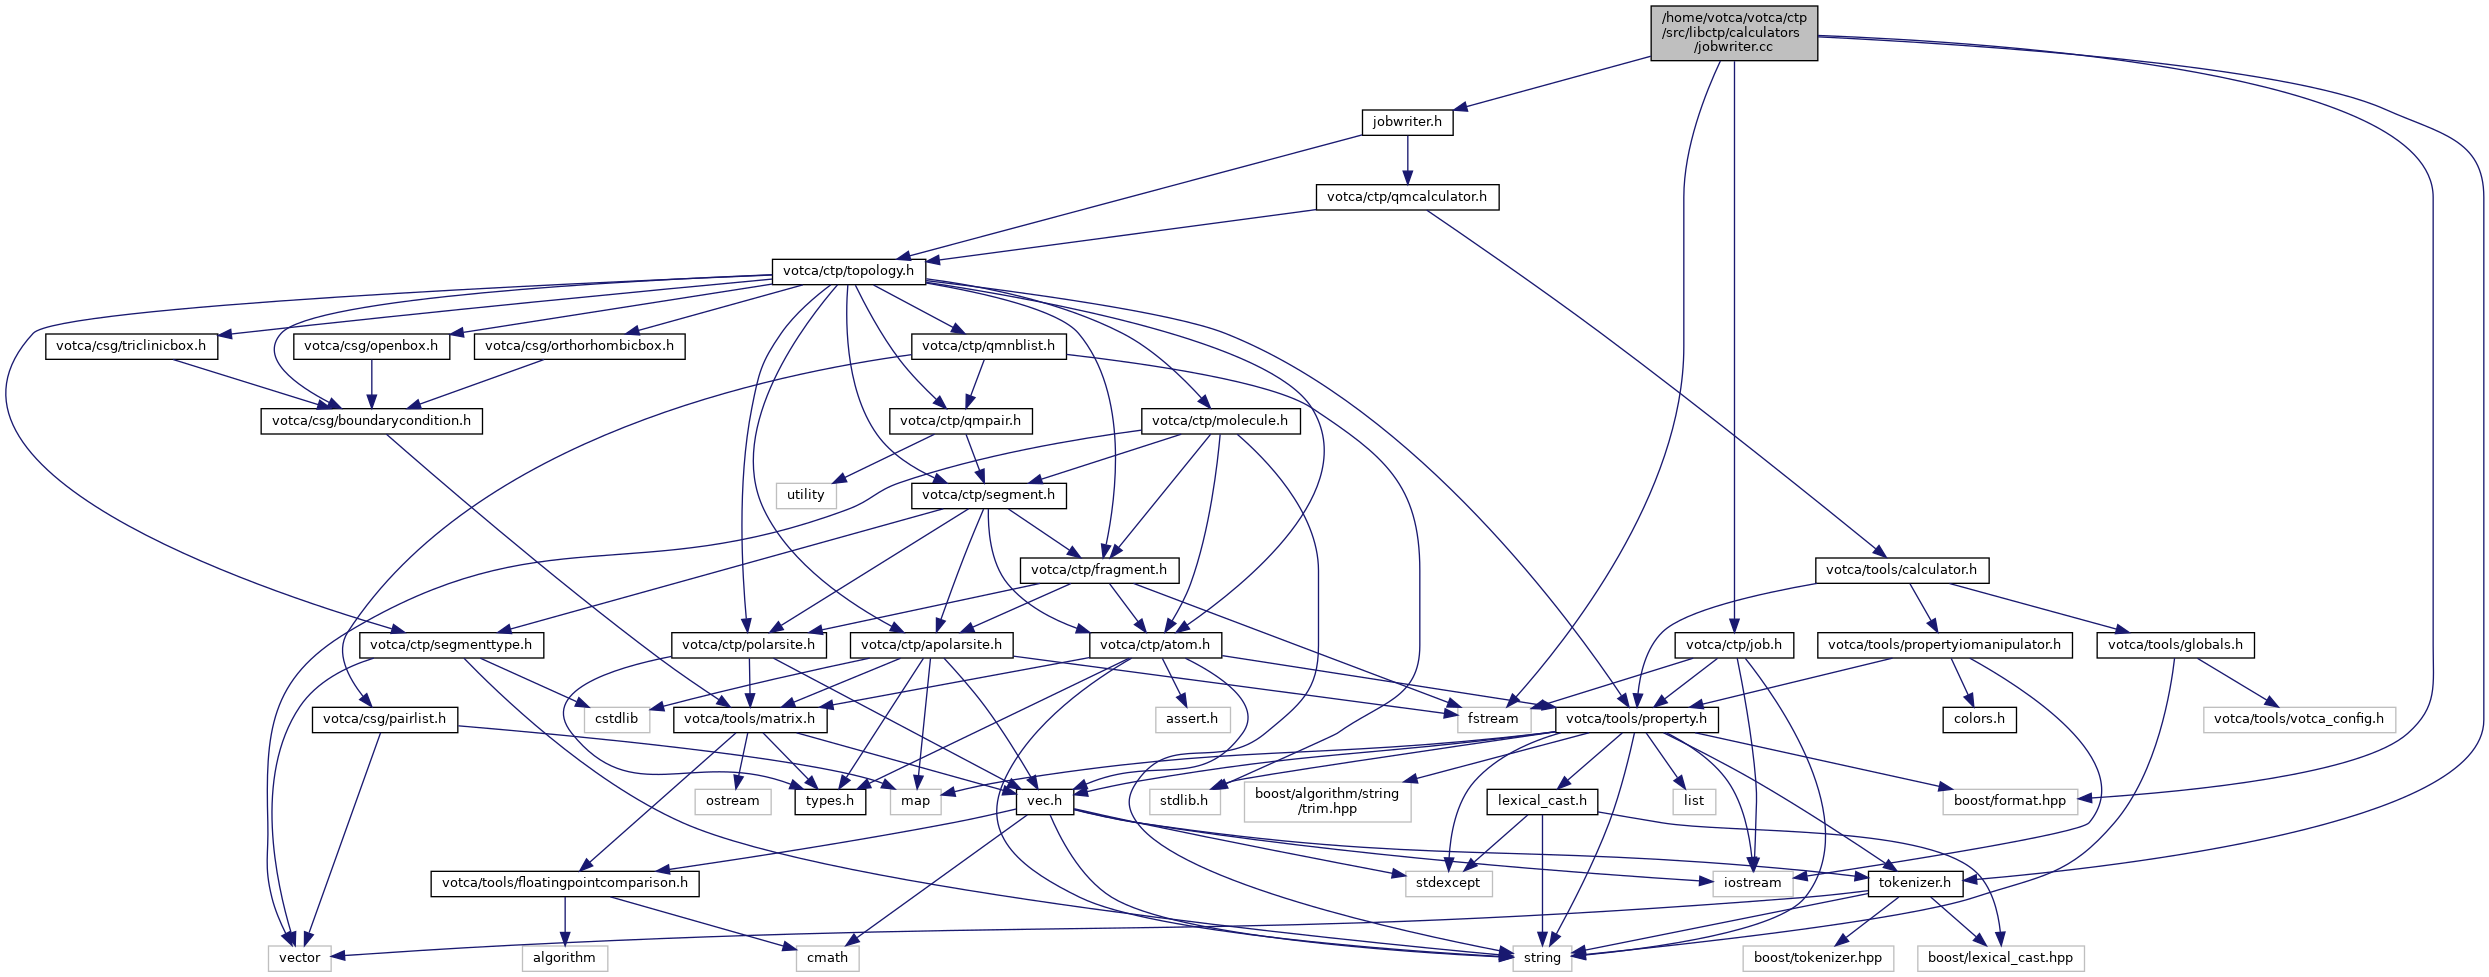 /home/votca/votca/ctp
/src/libctp/calculators
/jobwriter.cc
jobwriter.h
votca/ctp/qmcalculator.h
votca/ctp/topology.h
votca/csg/triclinicbox.h
votca/csg/openbox.h
votca/csg/orthorhombicbox.h
votca/ctp/qmnblist.h
votca/csg/boundarycondition.h
votca/ctp/qmpair.h
votca/ctp/molecule.h
utility
votca/ctp/segment.h
votca/ctp/fragment.h
votca/tools/calculator.h
votca/ctp/segmenttype.h
votca/ctp/polarsite.h
votca/ctp/apolarsite.h
votca/ctp/atom.h
votca/ctp/job.h
votca/tools/propertyiomanipulator.h
votca/tools/globals.h
votca/csg/pairlist.h
cstdlib
votca/tools/matrix.h
assert.h
fstream
votca/tools/property.h
colors.h
votca/tools/votca_config.h
ostream
types.h
map
vec.h
stdlib.h
boost/algorithm/string
/trim.hpp
lexical_cast.h
list
boost/format.hpp
votca/tools/floatingpointcomparison.h
stdexcept
iostream
tokenizer.h
vector
algorithm
cmath
string
boost/tokenizer.hpp
boost/lexical_cast.hpp